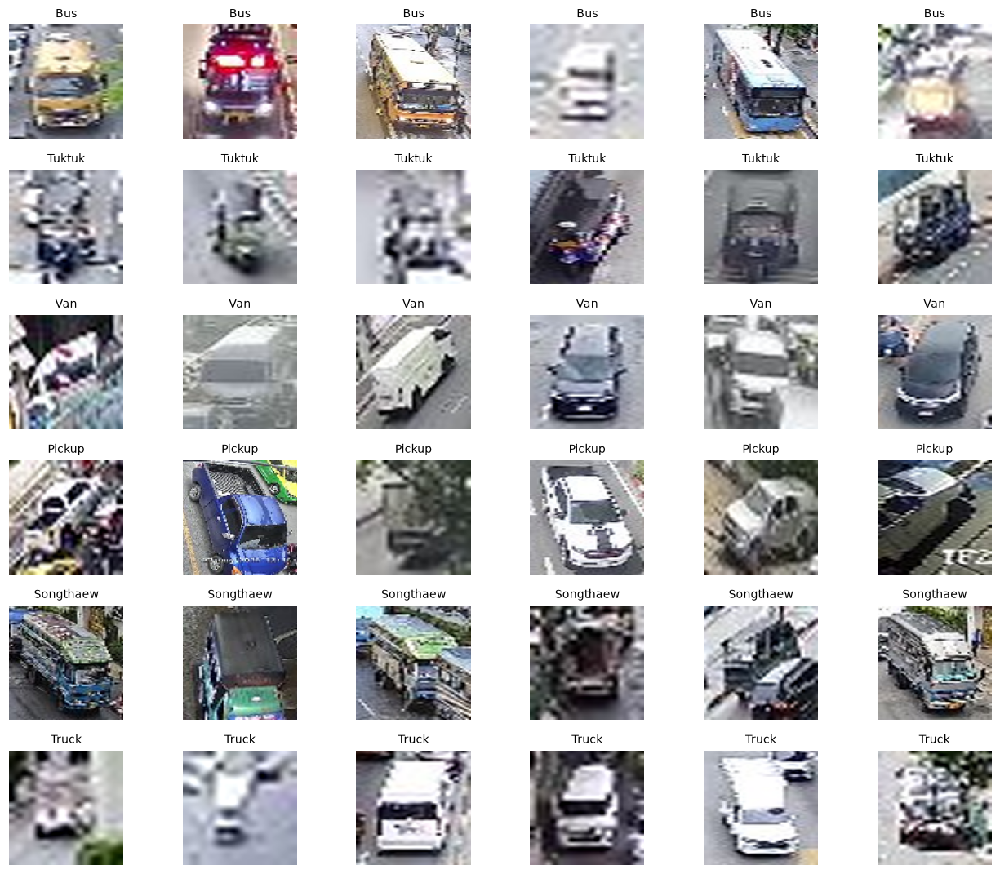 Bus Bus Bus Bus Bus Bus
Tuktuk Tuktuk Tuktuk Tuktuk Tuktuk Tuktuk
Van Van Van Van Van Van
Pickup Pickup Pickup Pickup Pickup Pickup
Songthaew Songthaew Songthaew Songthaew Songthaew Songthaew
Truck Truck Truck Truck Truck Truck